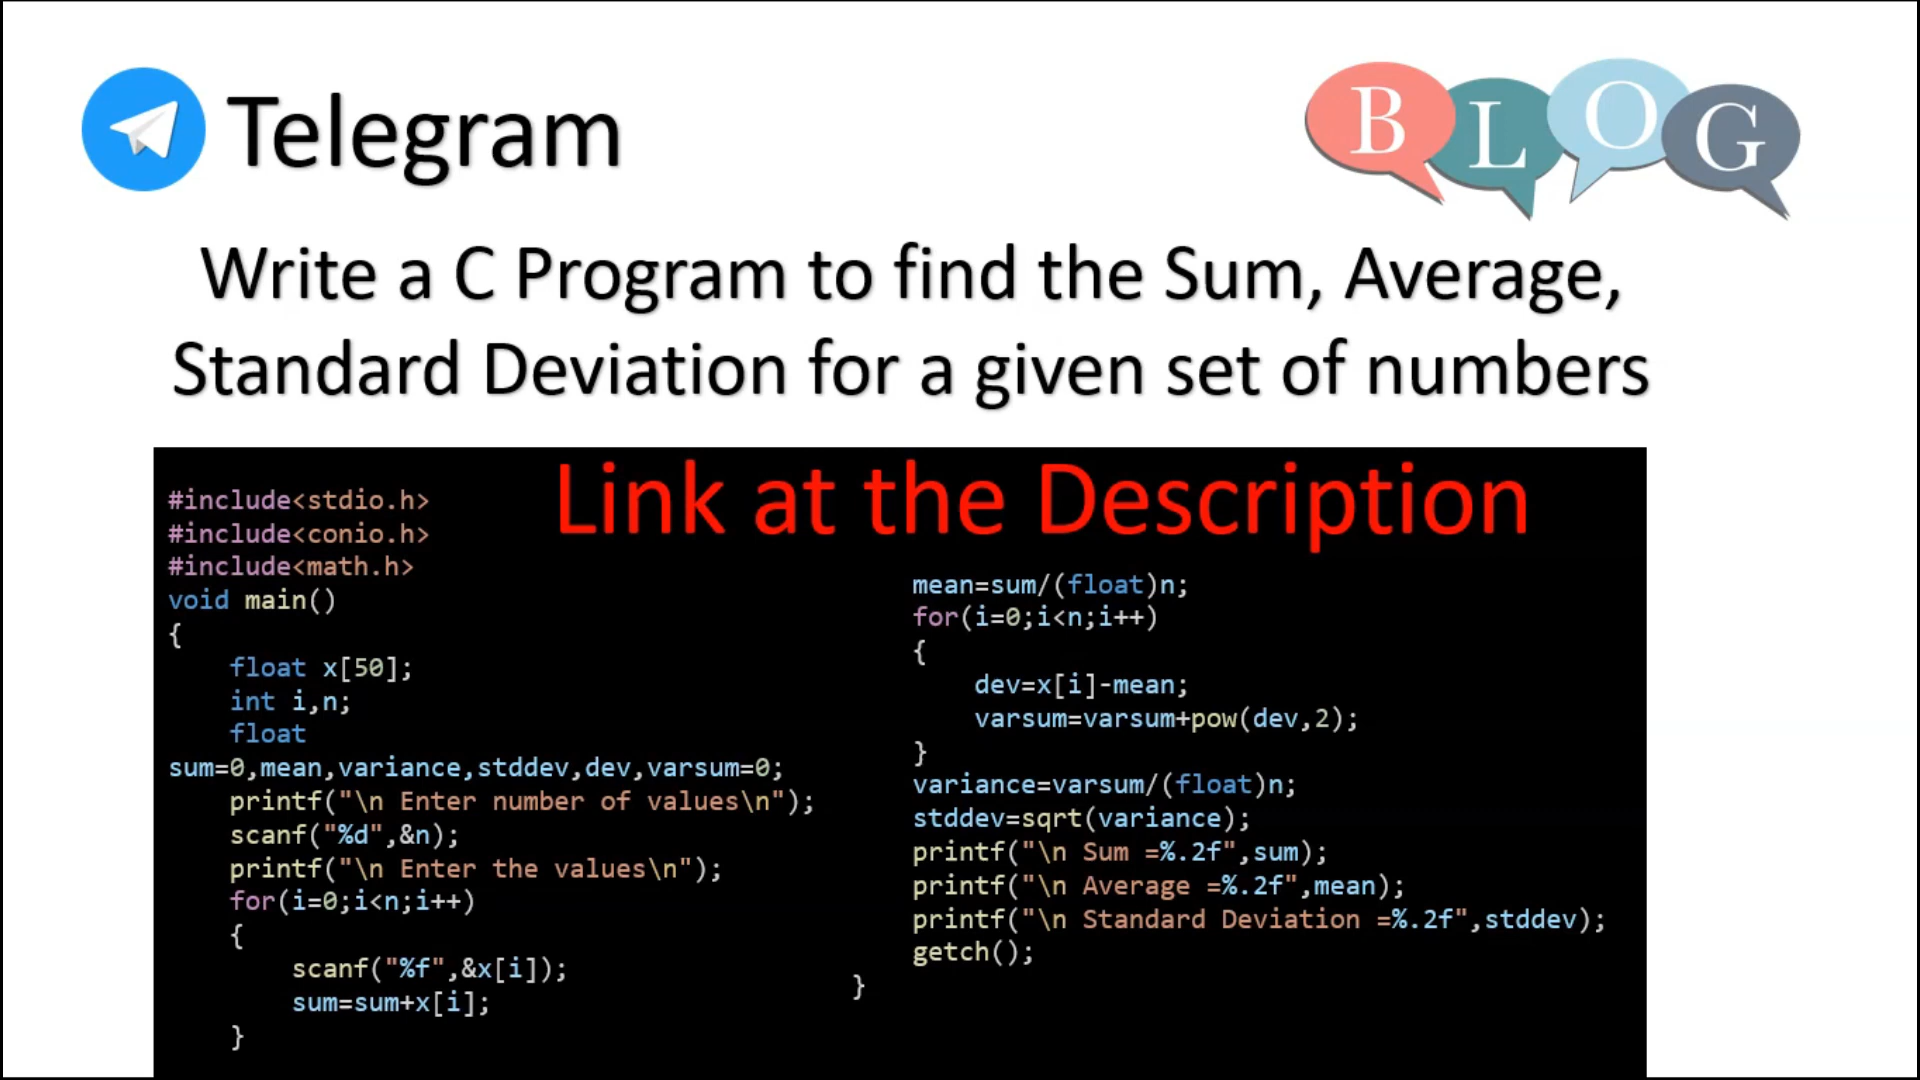 Telegram
BLOG
Write a C Program to find the Sum, Average,
Standard Deviation for a given set of numbers
Link at the Description
#include<stdio.h>
#include<conio.h>
#include<math.h>
void main()
{
    float x[50];
    int i,n;
    float
sum=0,mean,variance,stddev,dev,varsum=0;
    printf("\n Enter number of values\n");
    scanf("%d",&n);
    printf("\n Enter the values\n");
    for(i=0;i<n;i++)
    {
        scanf("%f",&x[i]);
        sum=sum+x[i];
    }
    mean=sum/(float)n;
    for(i=0;i<n;i++)
    {
        dev=x[i]-mean;
        varsum=varsum+pow(dev,2);
    }
    variance=varsum/(float)n;
    stddev=sqrt(variance);
    printf("\n Sum =%.2f",sum);
    printf("\n Average =%.2f",mean);
    printf("\n Standard Deviation =%.2f",stddev);
    getch();
}